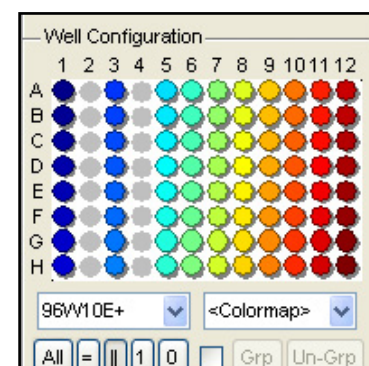 Well Configuration
1 2 3 4 5 6 7 8 9 10 11 12
A
B
C
D
E
F
G
H
96W10E+ <Colormap>
All = || 1 0 Grp Un-Grp